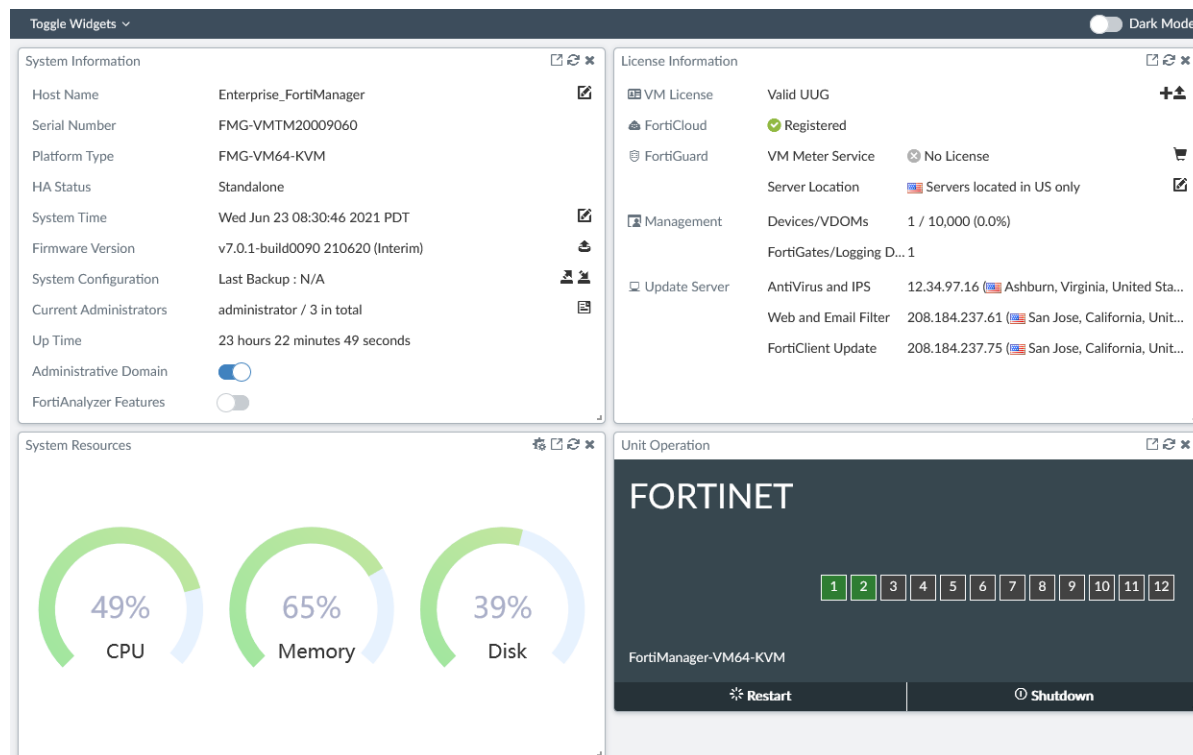 Toggle Widgets
Dark Mode
System Information
Host Name Enterprise_FortiManager
Serial Number FMG-VMTM20009060
Platform Type FMG-VM64-KVM
HA Status Standalone
System Time Wed Jun 23 08:30:46 2021 PDT
Firmware Version v7.0.1-build0090 210620 (Interim)
System Configuration Last Backup : N/A
Current Administrators administrator / 3 in total
Up Time 23 hours 22 minutes 49 seconds
Administrative Domain
FortiAnalyzer Features
License Information
VM License Valid UUG
FortiCloud Registered
FortiGuard VM Meter Service No License
Server Location Servers located in US only
Management Devices/VDOMs 1 / 10,000 (0.0%)
FortiGates/Logging D... 1
Update Server AntiVirus and IPS 12.34.97.16 (Ashburn, Virginia, United Sta...
Web and Email Filter 208.184.237.61 (San Jose, California, Unit...
FortiClient Update 208.184.237.75 (San Jose, California, Unit...
System Resources
49% 65% 39%
CPU Memory Disk
Unit Operation
FORTINET
1 2 3 4 5 6 7 8 9 10 11 12
FortiManager-VM64-KVM
Restart Shutdown